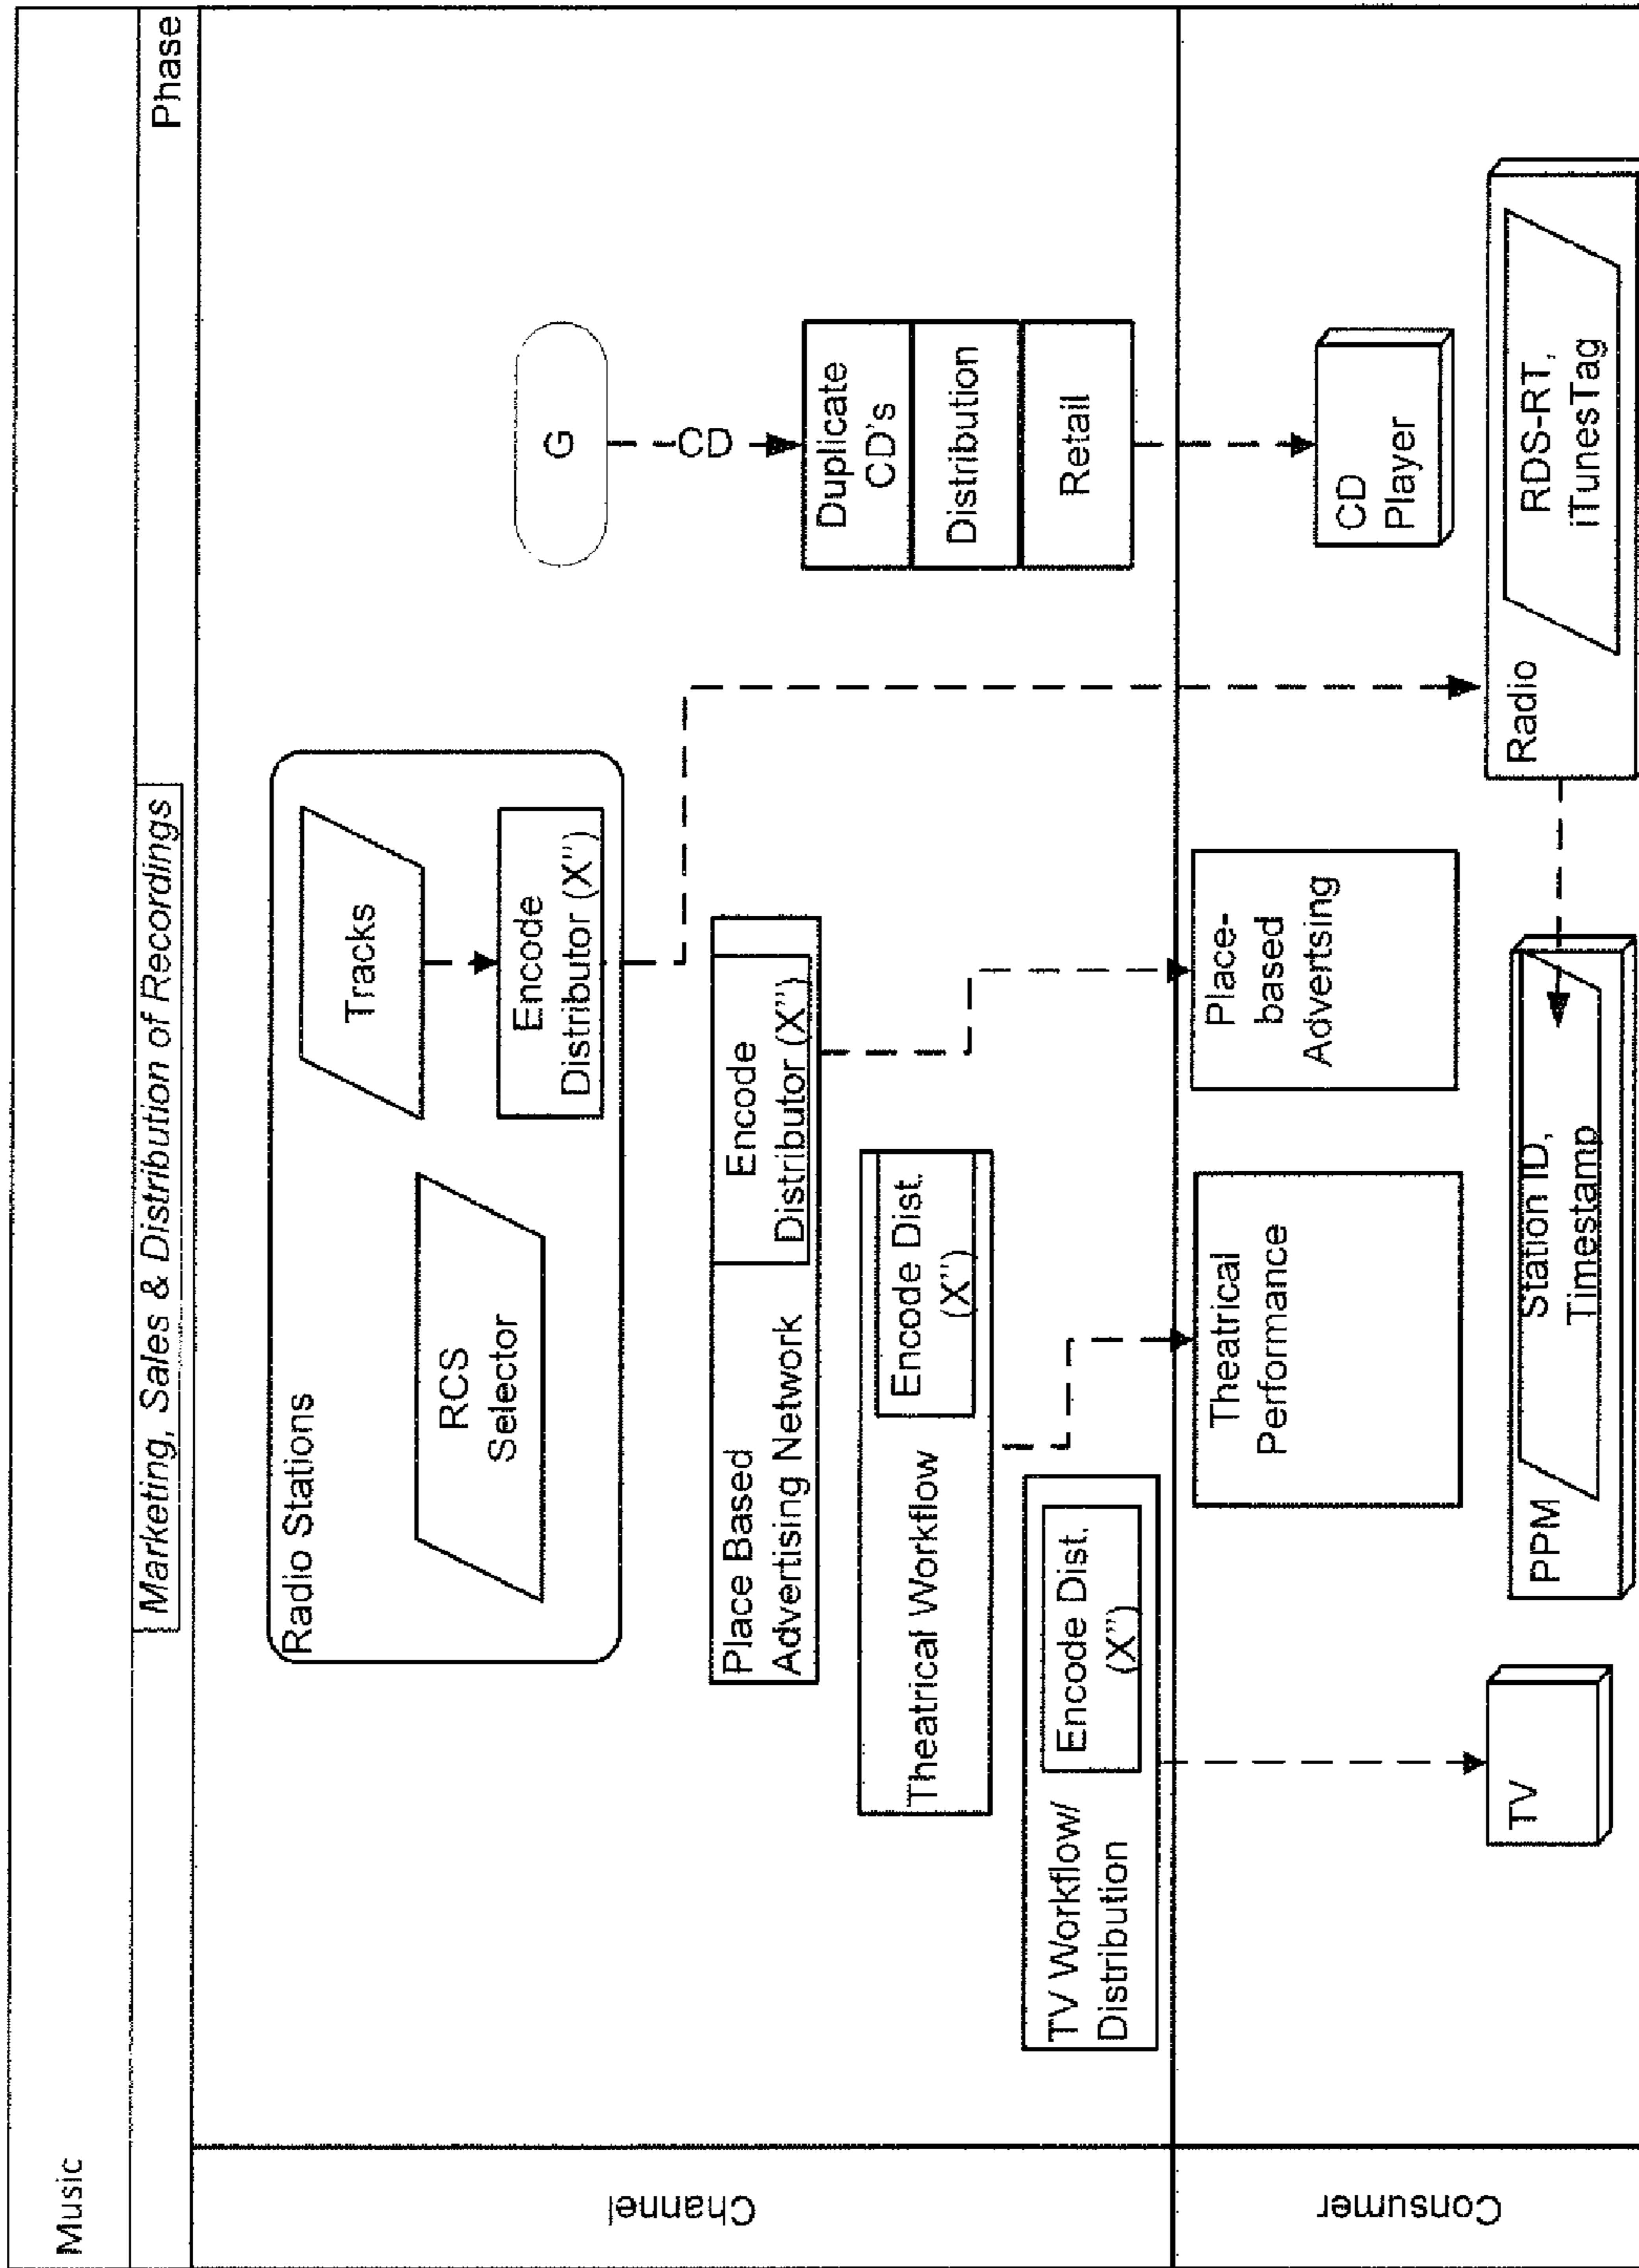 Music
Marketing, Sales & Distribution of Recordings
Phase
Channel
Radio Stations
RCS
Selector
Tracks
Encode
Distributor (X")
Place Based
Advertising Network
Encode
Distributor (X")
Theatrical Workflow
Encode Dist.
(X")
TV Workflow/
Distribution
Encode Dist.
(X")
G
CD
Duplicate
CD's
Distribution
Retail
Consumer
TV
Theatrical
Performance
Place-
based
Advertsing
CD
Player
PPM
Station ID,
Timestamp
Radio
RDS-RT,
iTunesTag